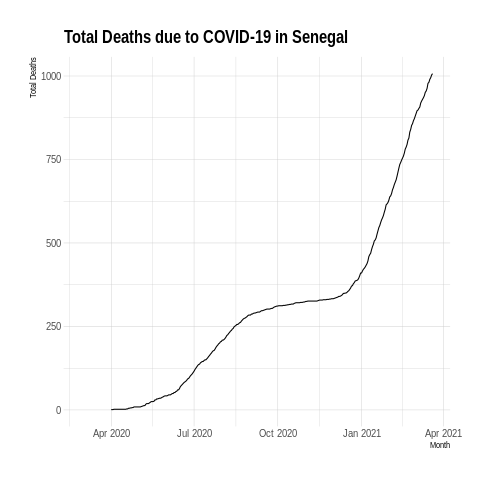 Total Deaths due to COVID-19 in Senegal
Total Deaths
1000
750
500
250
0
Apr 2020 Jul 2020 Oct 2020 Jan 2021 Apr 2021
Month